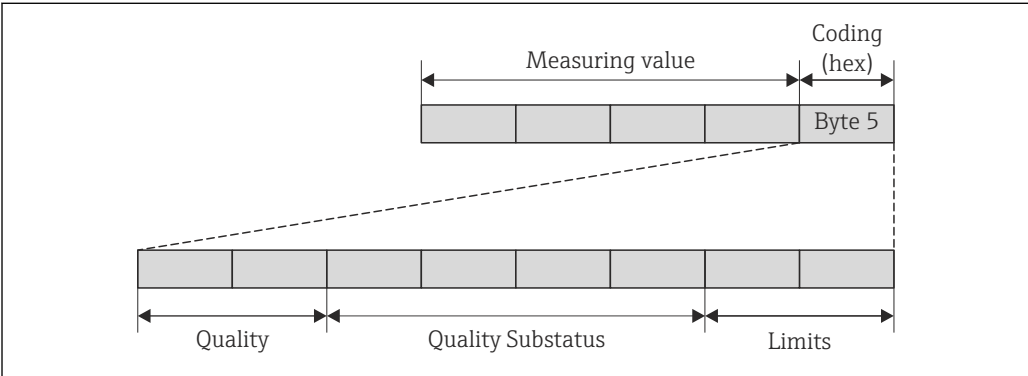 Coding
Measuring value
(hex)
Byte 5
Quality
Quality Substatus
Limits